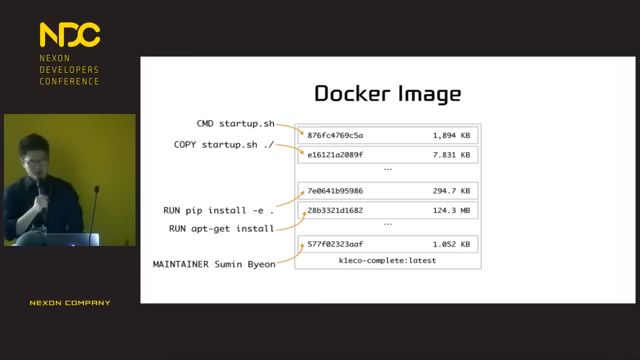 NDC
NEXON
DEVELOPERS
CONFERENCE
Docker Image
CMD startup.sh
876fc4769c5a 1,894 KB
COPY startup.sh ./
e16121a2089f 7.831 KB
...
RUN pip install -e .
7e0641b95986 294.7 KB
RUN apt-get install
28b3321d1682 124.3 MB
...
MAINTAINER Sumin Byeon
577f02323aaf 1.052 KB
k1eco-complete:latest
NEXON COMPANY